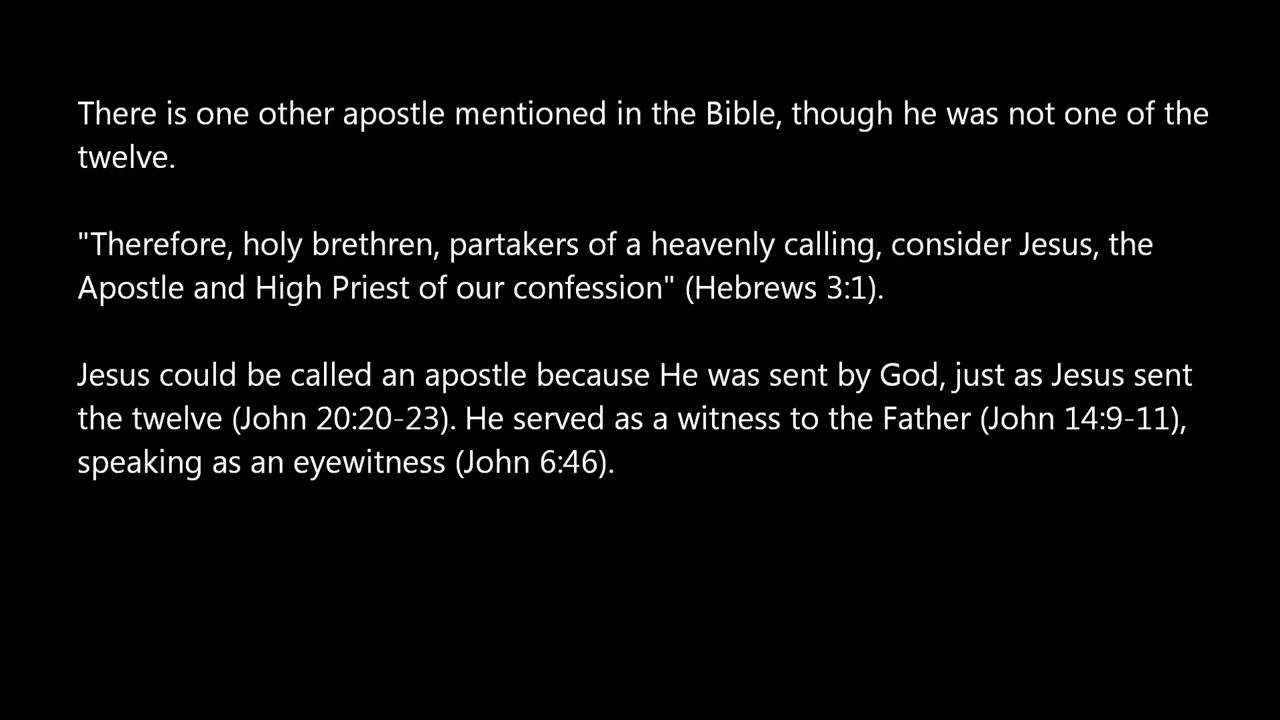 There is one other apostle mentioned in the Bible, though he was not one of the
twelve.
"Therefore, holy brethren, partakers of a heavenly calling, consider Jesus, the
Apostle and High Priest of our confession" (Hebrews 3:1).
Jesus could be called an apostle because He was sent by God, just as Jesus sent
the twelve (John 20:20-23). He served as a witness to the Father (John 14:9-11),
speaking as an eyewitness (John 6:46).